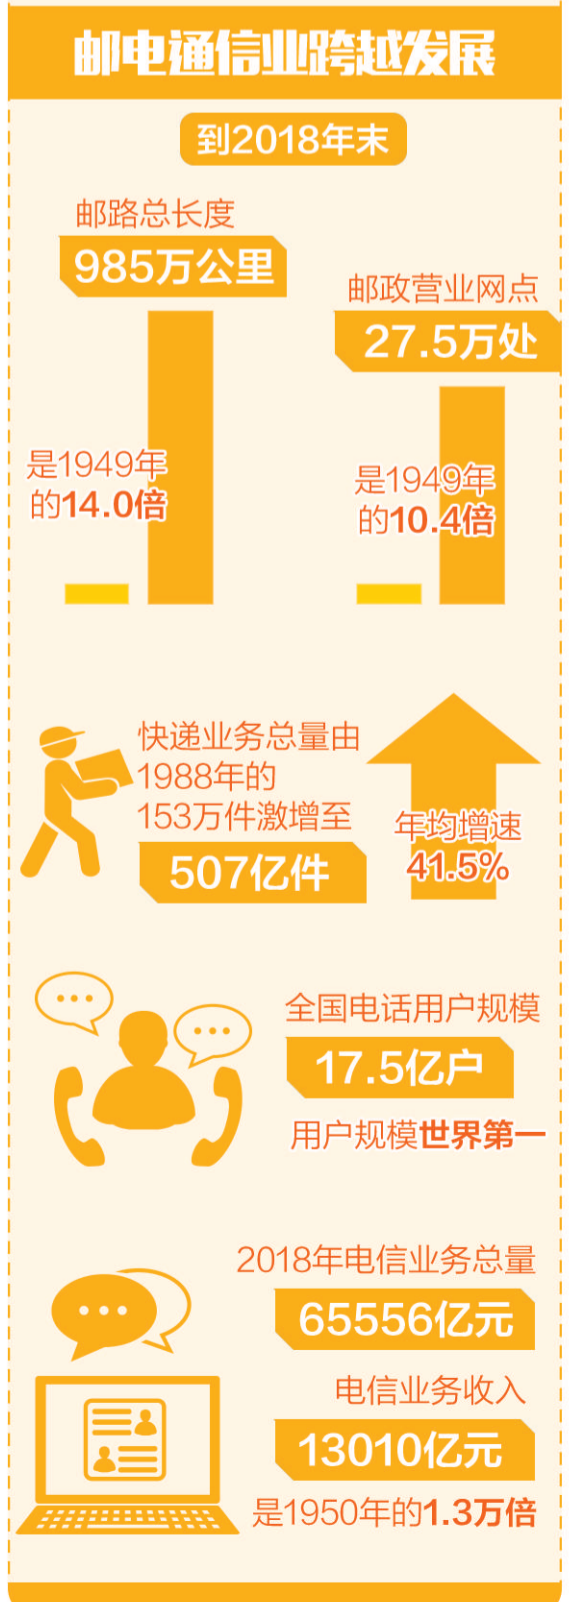 邮电通信业跨越发展
到2018年末
邮路总长度
985万公里
是1949年
的14.0倍
邮政营业网点
27.5万处
是1949年
的10.4倍
快递业务总量由
1988年的
153万件激增至
507亿件
年均增速
41.5%
全国电话用户规模
17.5亿户
用户规模世界第一
2018年电信业务总量
65556亿元
电信业务收入
13010亿元
是1950年的1.3万倍